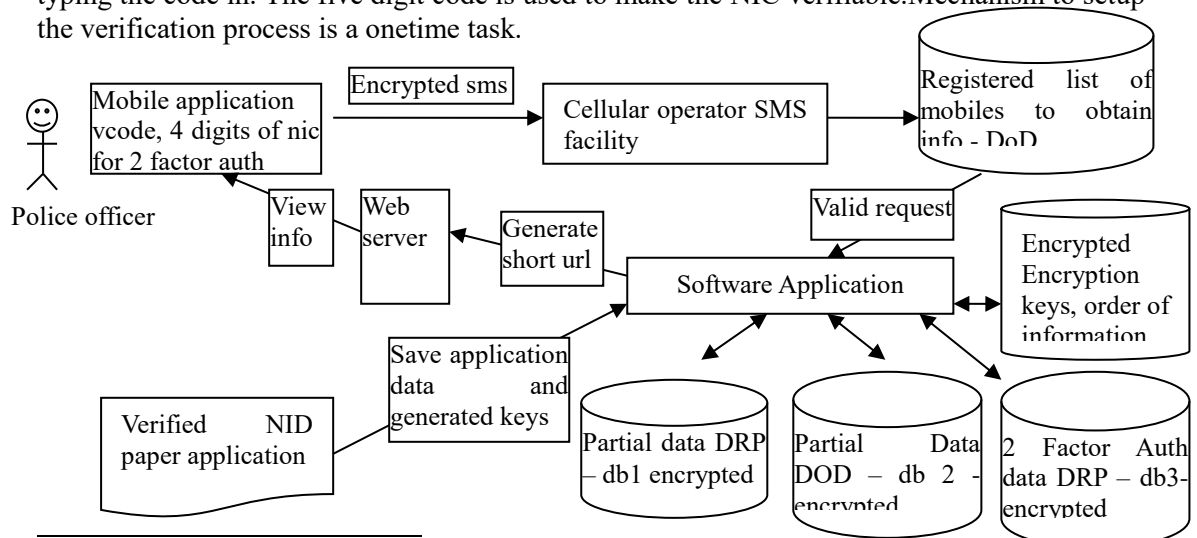 typing the code in. The five digit code is used to make the NIC verifiable.Mechanism to setup
the verification process is a onetime task.
Encrypted sms
Mobile application
vcode, 4 digits of nic
for 2 factor auth
Cellular operator SMS
facility
Registered list of
mobiles to obtain
info - DoD
Police officer
View
info
Web
server
Generate
short url
Valid request
Software Application
Encrypted
Encryption
keys, order of
information
Save application
data and
generated keys
Verified NID
paper application
Partial data DRP
– db1 encrypted
Partial Data
DOD – db 2 -
encrypted
2 Factor Auth
data DRP – db3-
encrypted